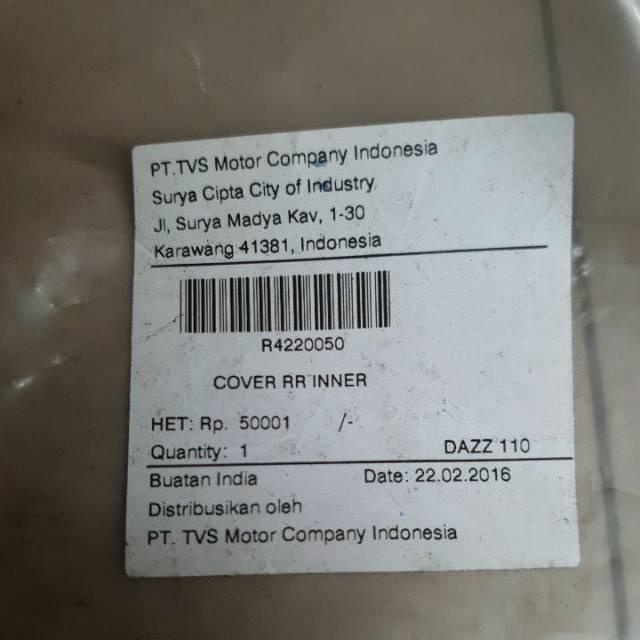 PT.TVS Motor Company Indonesia
Surya Cipta City of Industry,
Jl, Surya Madya Kav, 1-30
Karawang 41381, Indonesia
R4220050
COVER RR INNER
HET: Rp. 50001 /-
Quantity: 1 DAZZ 110
Buatan India Date: 22.02.2016
Distribusikan oleh
PT. TVS Motor Company Indonesia